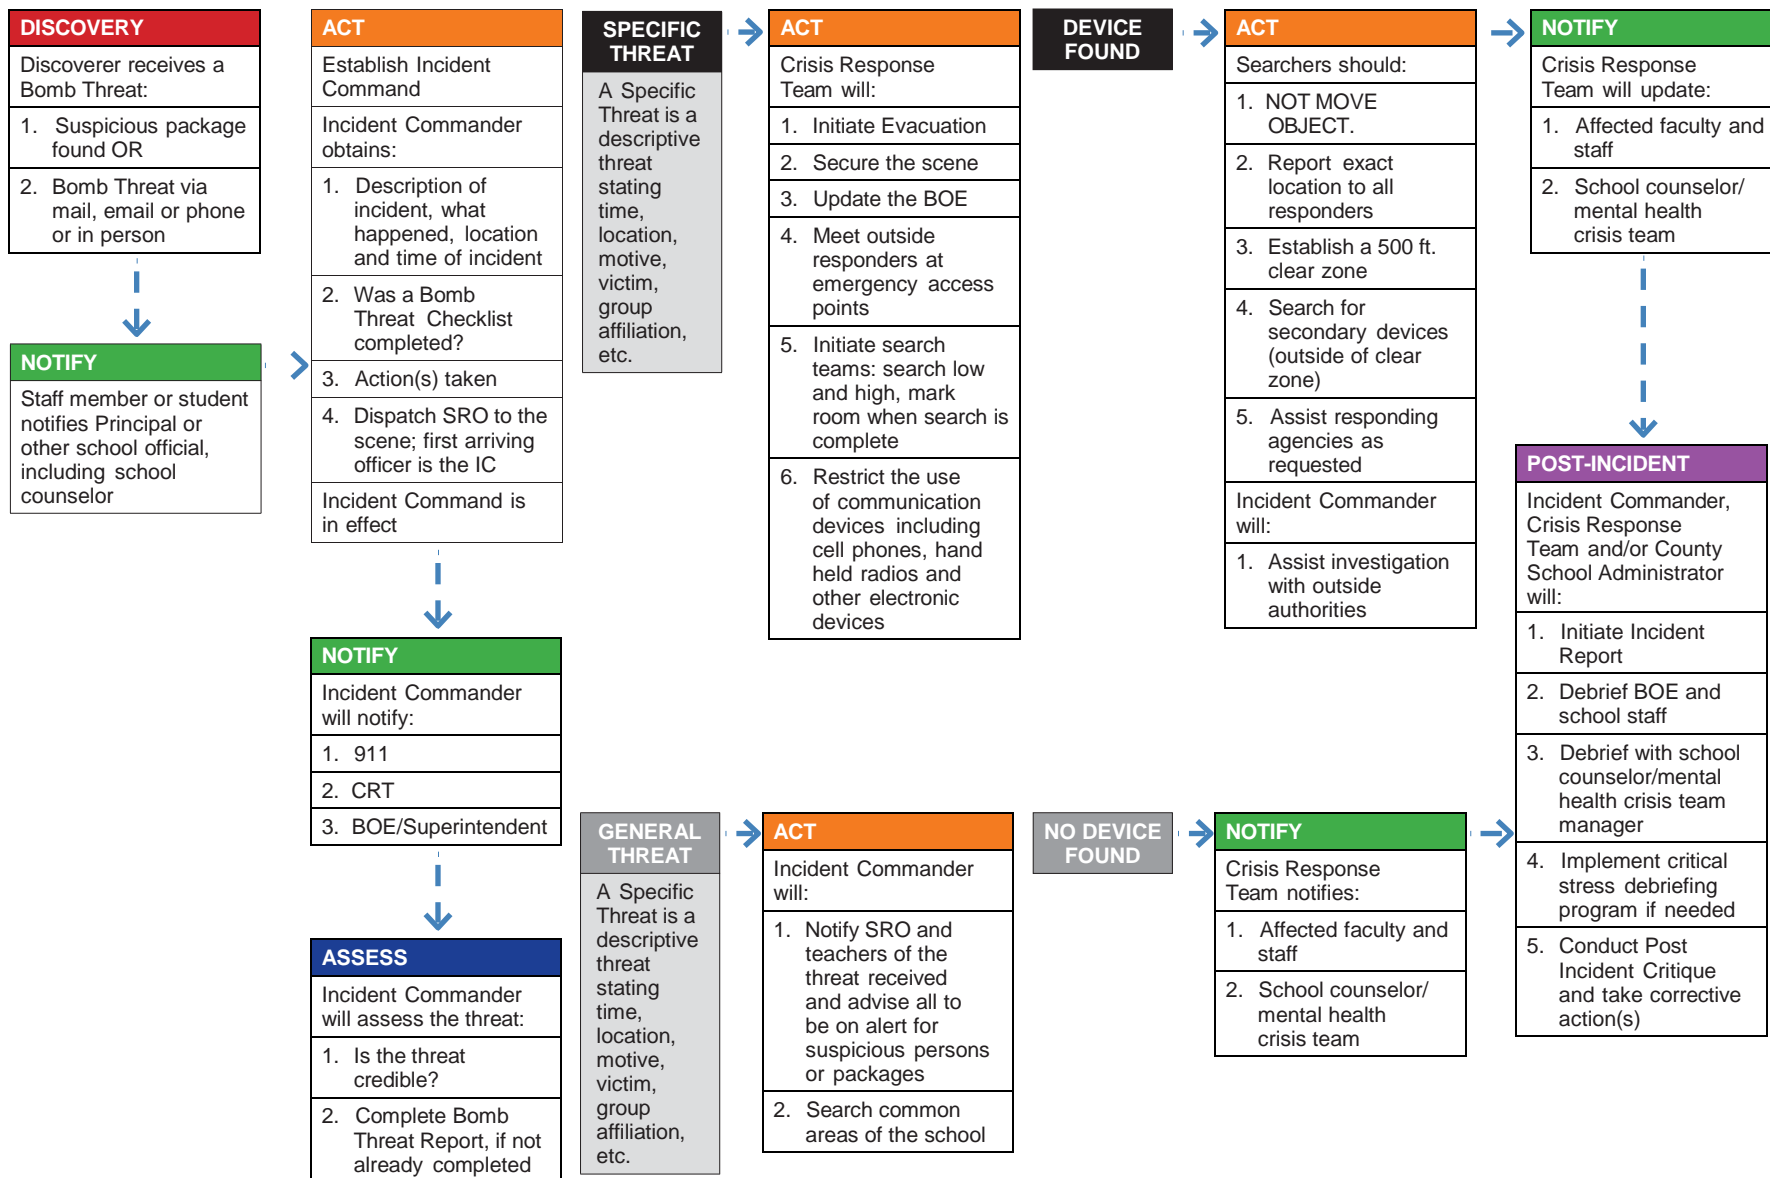 DISCOVERY
Discoverer receives a
Bomb Threat:
1. Suspicious package
found OR
2. Bomb Threat via
mail, email or phone
or in person
NOTIFY
Staff member or student
notifies Principal or
other school official,
including school
counselor
ACT
Establish Incident
Command
Incident Commander
obtains:
1. Description of
incident, what
happened, location
and time of incident
2. Was a Bomb
Threat Checklist
completed?
3. Action(s) taken
4. Dispatch SRO to the
scene; first arriving
officer is the IC
Incident Command is
in effect
NOTIFY
Incident Commander
will notify:
1. 911
2. CRT
3. BOE/Superintendent
ASSESS
Incident Commander
will assess the threat:
1. Is the threat
credible?
2. Complete Bomb
Threat Report, if not
already completed
SPECIFIC
THREAT
A Specific
Threat is a
descriptive
threat
stating
time,
location,
motive,
victim,
group
affiliation,
etc.
ACT
Crisis Response
Team will:
1. Initiate Evacuation
2. Secure the scene
3. Update the BOE
4. Meet outside
responders at
emergency access
points
5. Initiate search
teams: search low
and high, mark
room when search is
complete
6. Restrict the use
of communication
devices including
cell phones, hand
held radios and
other electronic
devices
DEVICE
FOUND
ACT
Searchers should:
1. NOT MOVE
OBJECT.
2. Report exact
location to all
responders
3. Establish a 500 ft.
clear zone
4. Search for
secondary devices
(outside of clear
zone)
5. Assist responding
agencies as
requested
Incident Commander
will:
1. Assist investigation
with outside
authorities
NOTIFY
Crisis Response
Team will update:
1. Affected faculty and
staff
2. School counselor/
mental health
crisis team
GENERAL
THREAT
A Specific
Threat is a
descriptive
threat
stating
time,
location,
motive,
victim,
group
affiliation,
etc.
ACT
Incident Commander
will:
1. Notify SRO and
teachers of the
threat received
and advise all to
be on alert for
suspicious persons
or packages
2. Search common
areas of the school
NO DEVICE
FOUND
NOTIFY
Crisis Response
Team notifies:
1. Affected faculty and
staff
2. School counselor/
mental health
crisis team
POST-INCIDENT
Incident Commander,
Crisis Response
Team and/or County
School Administrator
will:
1. Initiate Incident
Report
2. Debrief BOE and
school staff
3. Debrief with school
counselor/mental
health crisis team
manager
4. Implement critical
stress debriefing
program if needed
5. Conduct Post
Incident Critique
and take corrective
action(s)